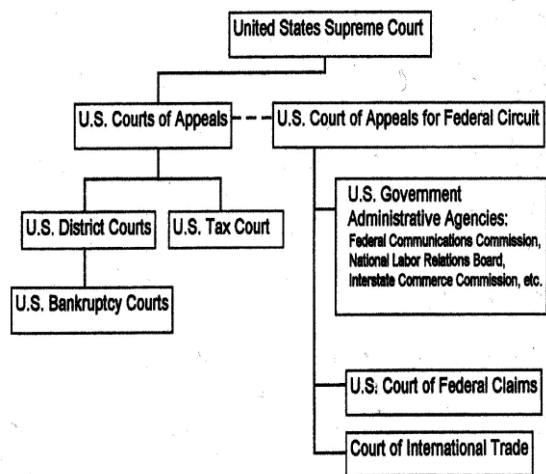 United States Supreme Court
U.S. Courts of Appeals
U.S. Court of Appeals for Federal Circuit
U.S. District Courts
U.S. Tax Court
U.S. Bankruptcy Courts
U.S. Government
Administrative Agencies:
Federal Communications Commission,
National Labor Relations Board,
Interstate Commerce Commission, etc.
U.S. Court of Federal Claims
Court of International Trade